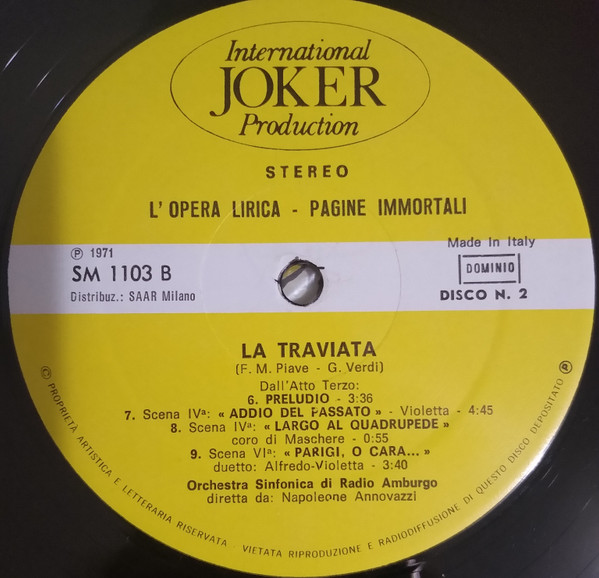 International
JOKER
Production
STEREO
L'OPERA LIRICA - PAGINE IMMORTALI
Ⓟ 1971
SM 1103 B
Distribuz.: SAAR Milano
Made In Italy
DOMINIO
DISCO N. 2
LA TRAVIATA
(F. M. Piave - G. Verdi)
Dall'Atto Terzo:
6. PRELUDIO - 3:36
7. Scena IVª: « ADDIO DEL PASSATO » - Violetta - 4:45
8. Scena IVª: « LARGO AL QUADRUPEDE »
coro di Maschere - 0:55
9. Scena VIª: « PARIGI, O CARA... »
duetto: Alfredo-Violetta - 3:40
Orchestra Sinfonica di Radio Amburgo
diretta da: Napoleone Annovazzi
© PROPRIETÀ ARTISTICA E LETTERARIA RISERVATA VIETATA RIPRODUZIONE E RADIODIFFUSIONE DI QUESTO DISCO DEPOSITATO Ⓟ